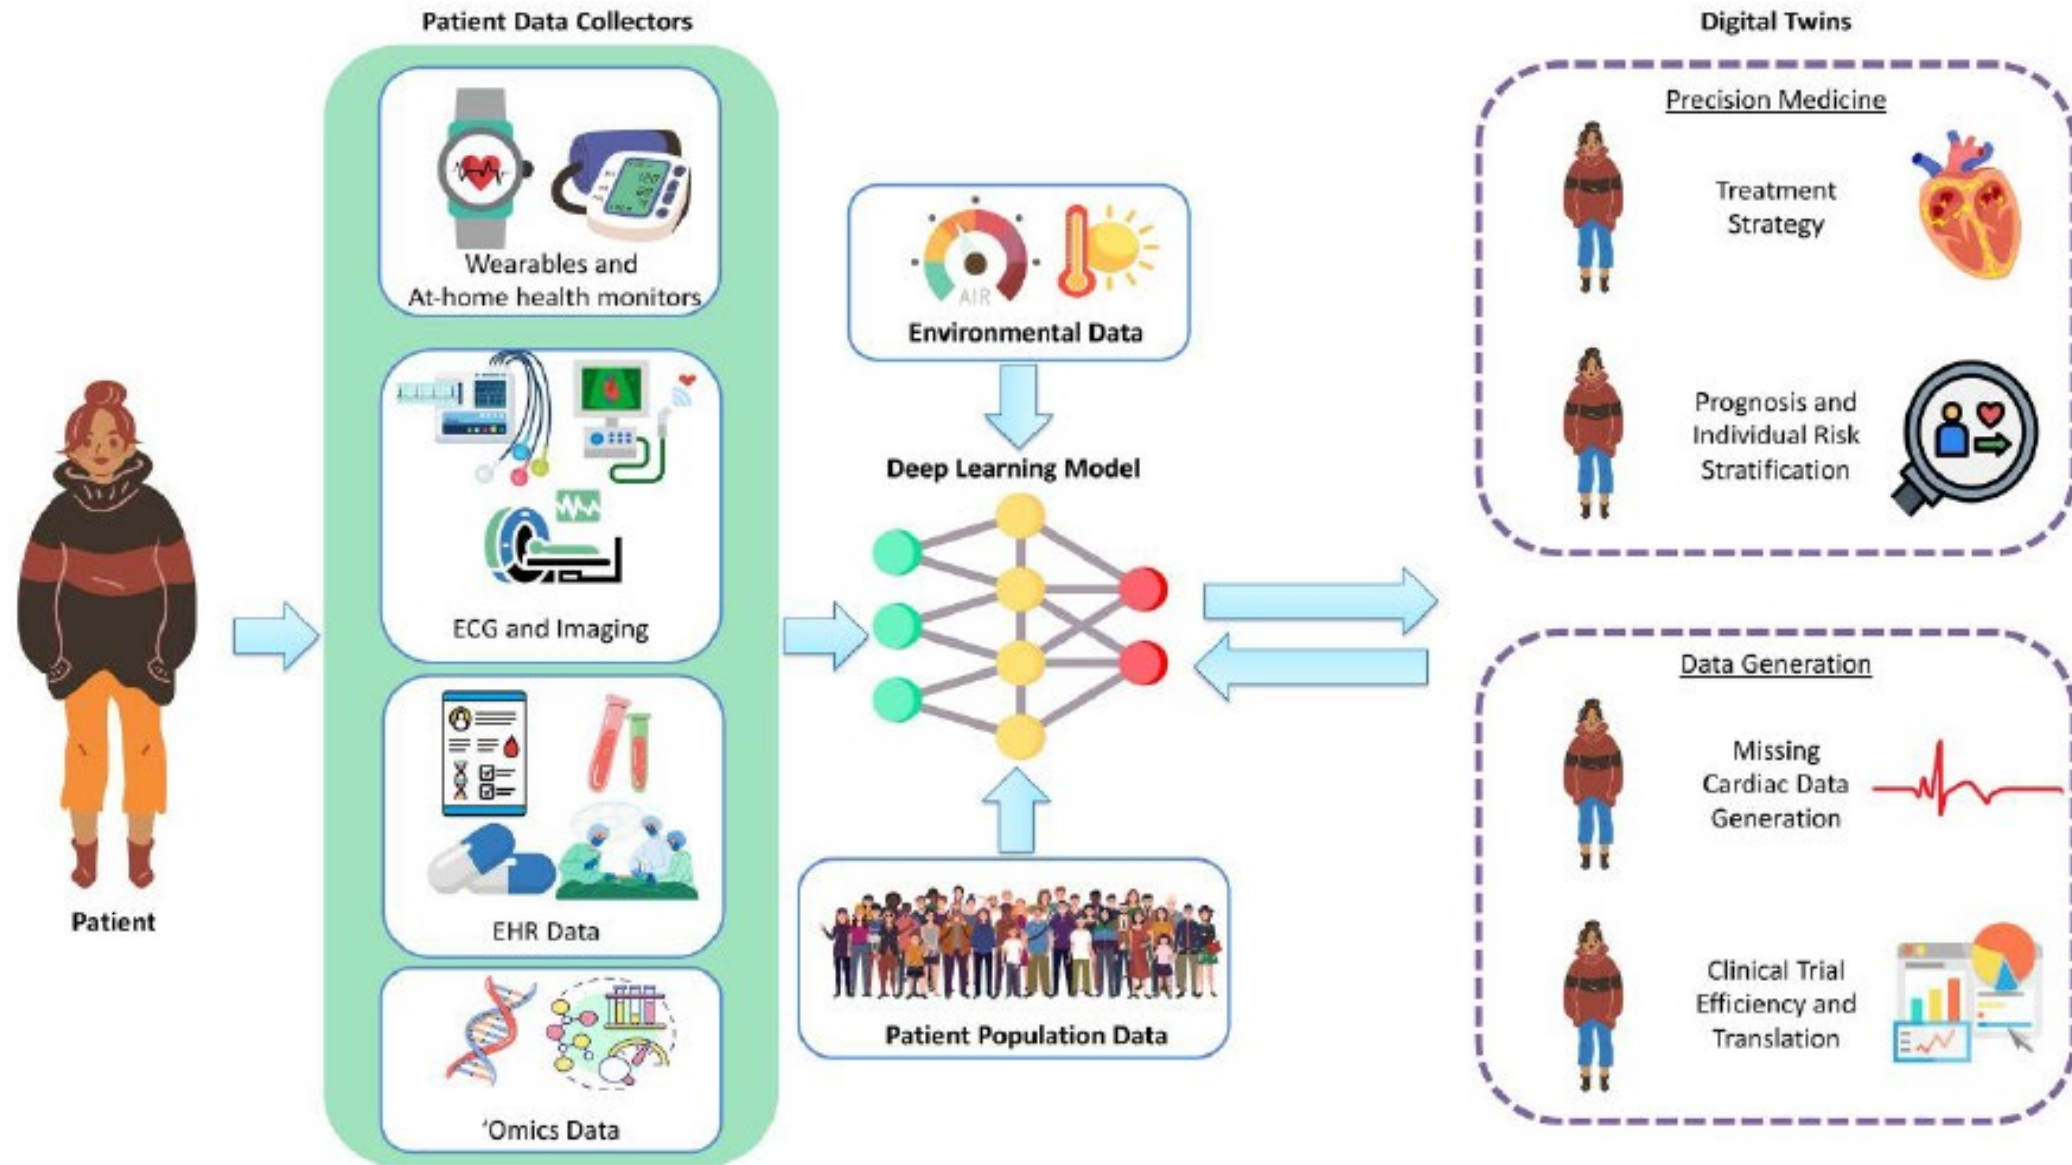 Patient Data Collectors
Wearables and
At-home health monitors
ECG and Imaging
EHR Data
'Omics Data
Patient
AIR
Environmental Data
Deep Learning Model
Patient Population Data
Digital Twins
Precision Medicine
Treatment
Strategy
Prognosis and
Individual Risk
Stratification
Data Generation
Missing
Cardiac Data
Generation
Clinical Trial
Efficiency and
Translation